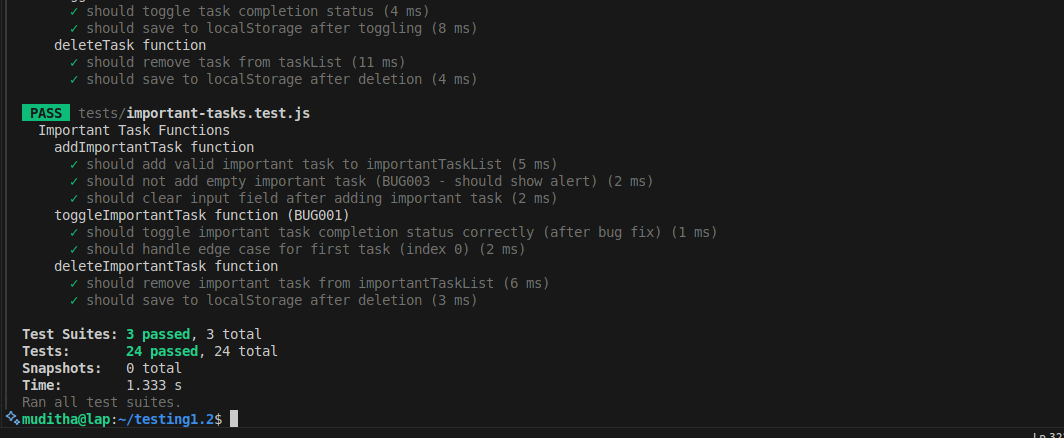 ✓ should toggle task completion status (4 ms)
✓ should save to localStorage after toggling (8 ms)
deleteTask function
✓ should remove task from taskList (11 ms)
✓ should save to localStorage after deletion (4 ms)
PASS tests/important-tasks.test.js
Important Task Functions
addImportantTask function
✓ should add valid important task to importantTaskList (5 ms)
✓ should not add empty important task (BUG003 - should show alert) (2 ms)
✓ should clear input field after adding important task (2 ms)
toggleImportantTask function (BUG001)
✓ should toggle important task completion status correctly (after bug fix) (1 ms)
✓ should handle edge case for first task (index 0) (2 ms)
deleteImportantTask function
✓ should remove important task from importantTaskList (6 ms)
✓ should save to localStorage after deletion (3 ms)
Test Suites: 3 passed, 3 total
Tests: 24 passed, 24 total
Snapshots: 0 total
Time: 1.333 s
Ran all test suites.
muditha@lap:~/testing1.2$